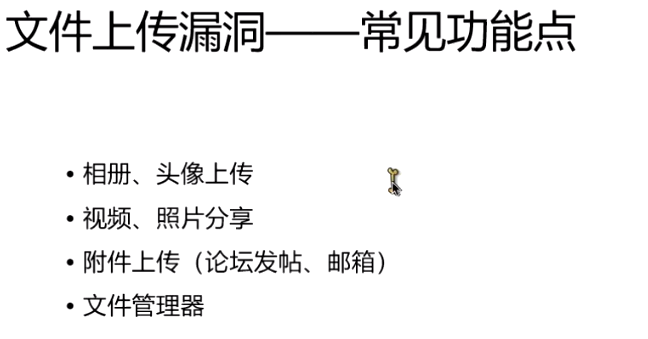 文件上传漏洞——常见功能点
• 相册、头像上传
• 视频、照片分享
• 附件上传（论坛发帖、邮箱）
• 文件管理器